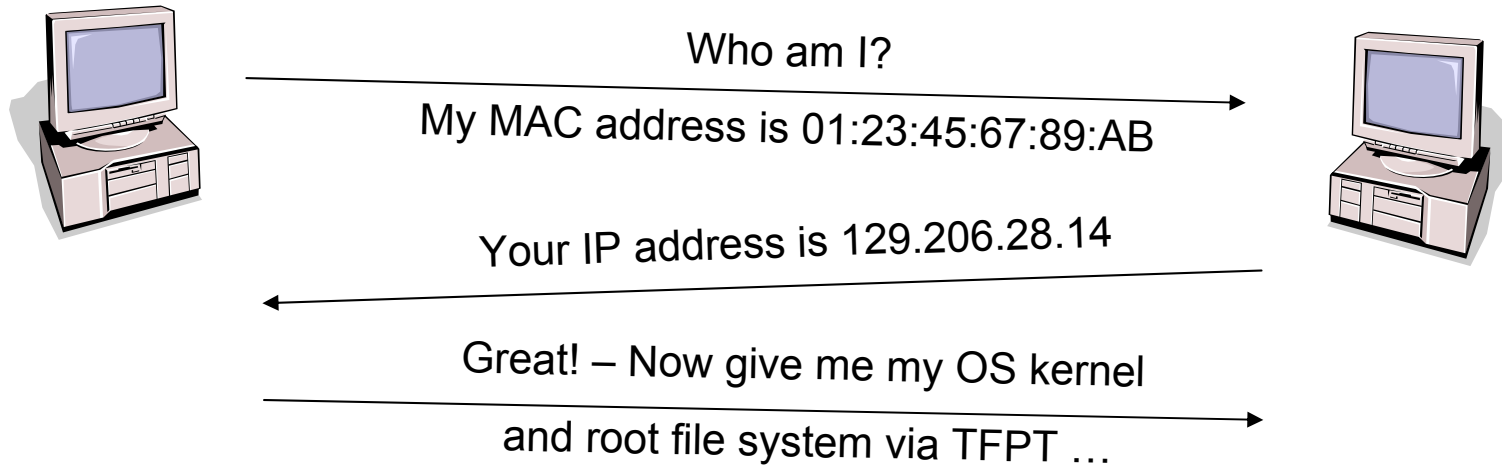 Who am I?
My MAC address is 01:23:45:67:89:AB
Your IP address is 129.206.28.14
Great! – Now give me my OS kernel
and root file system via TFPT …